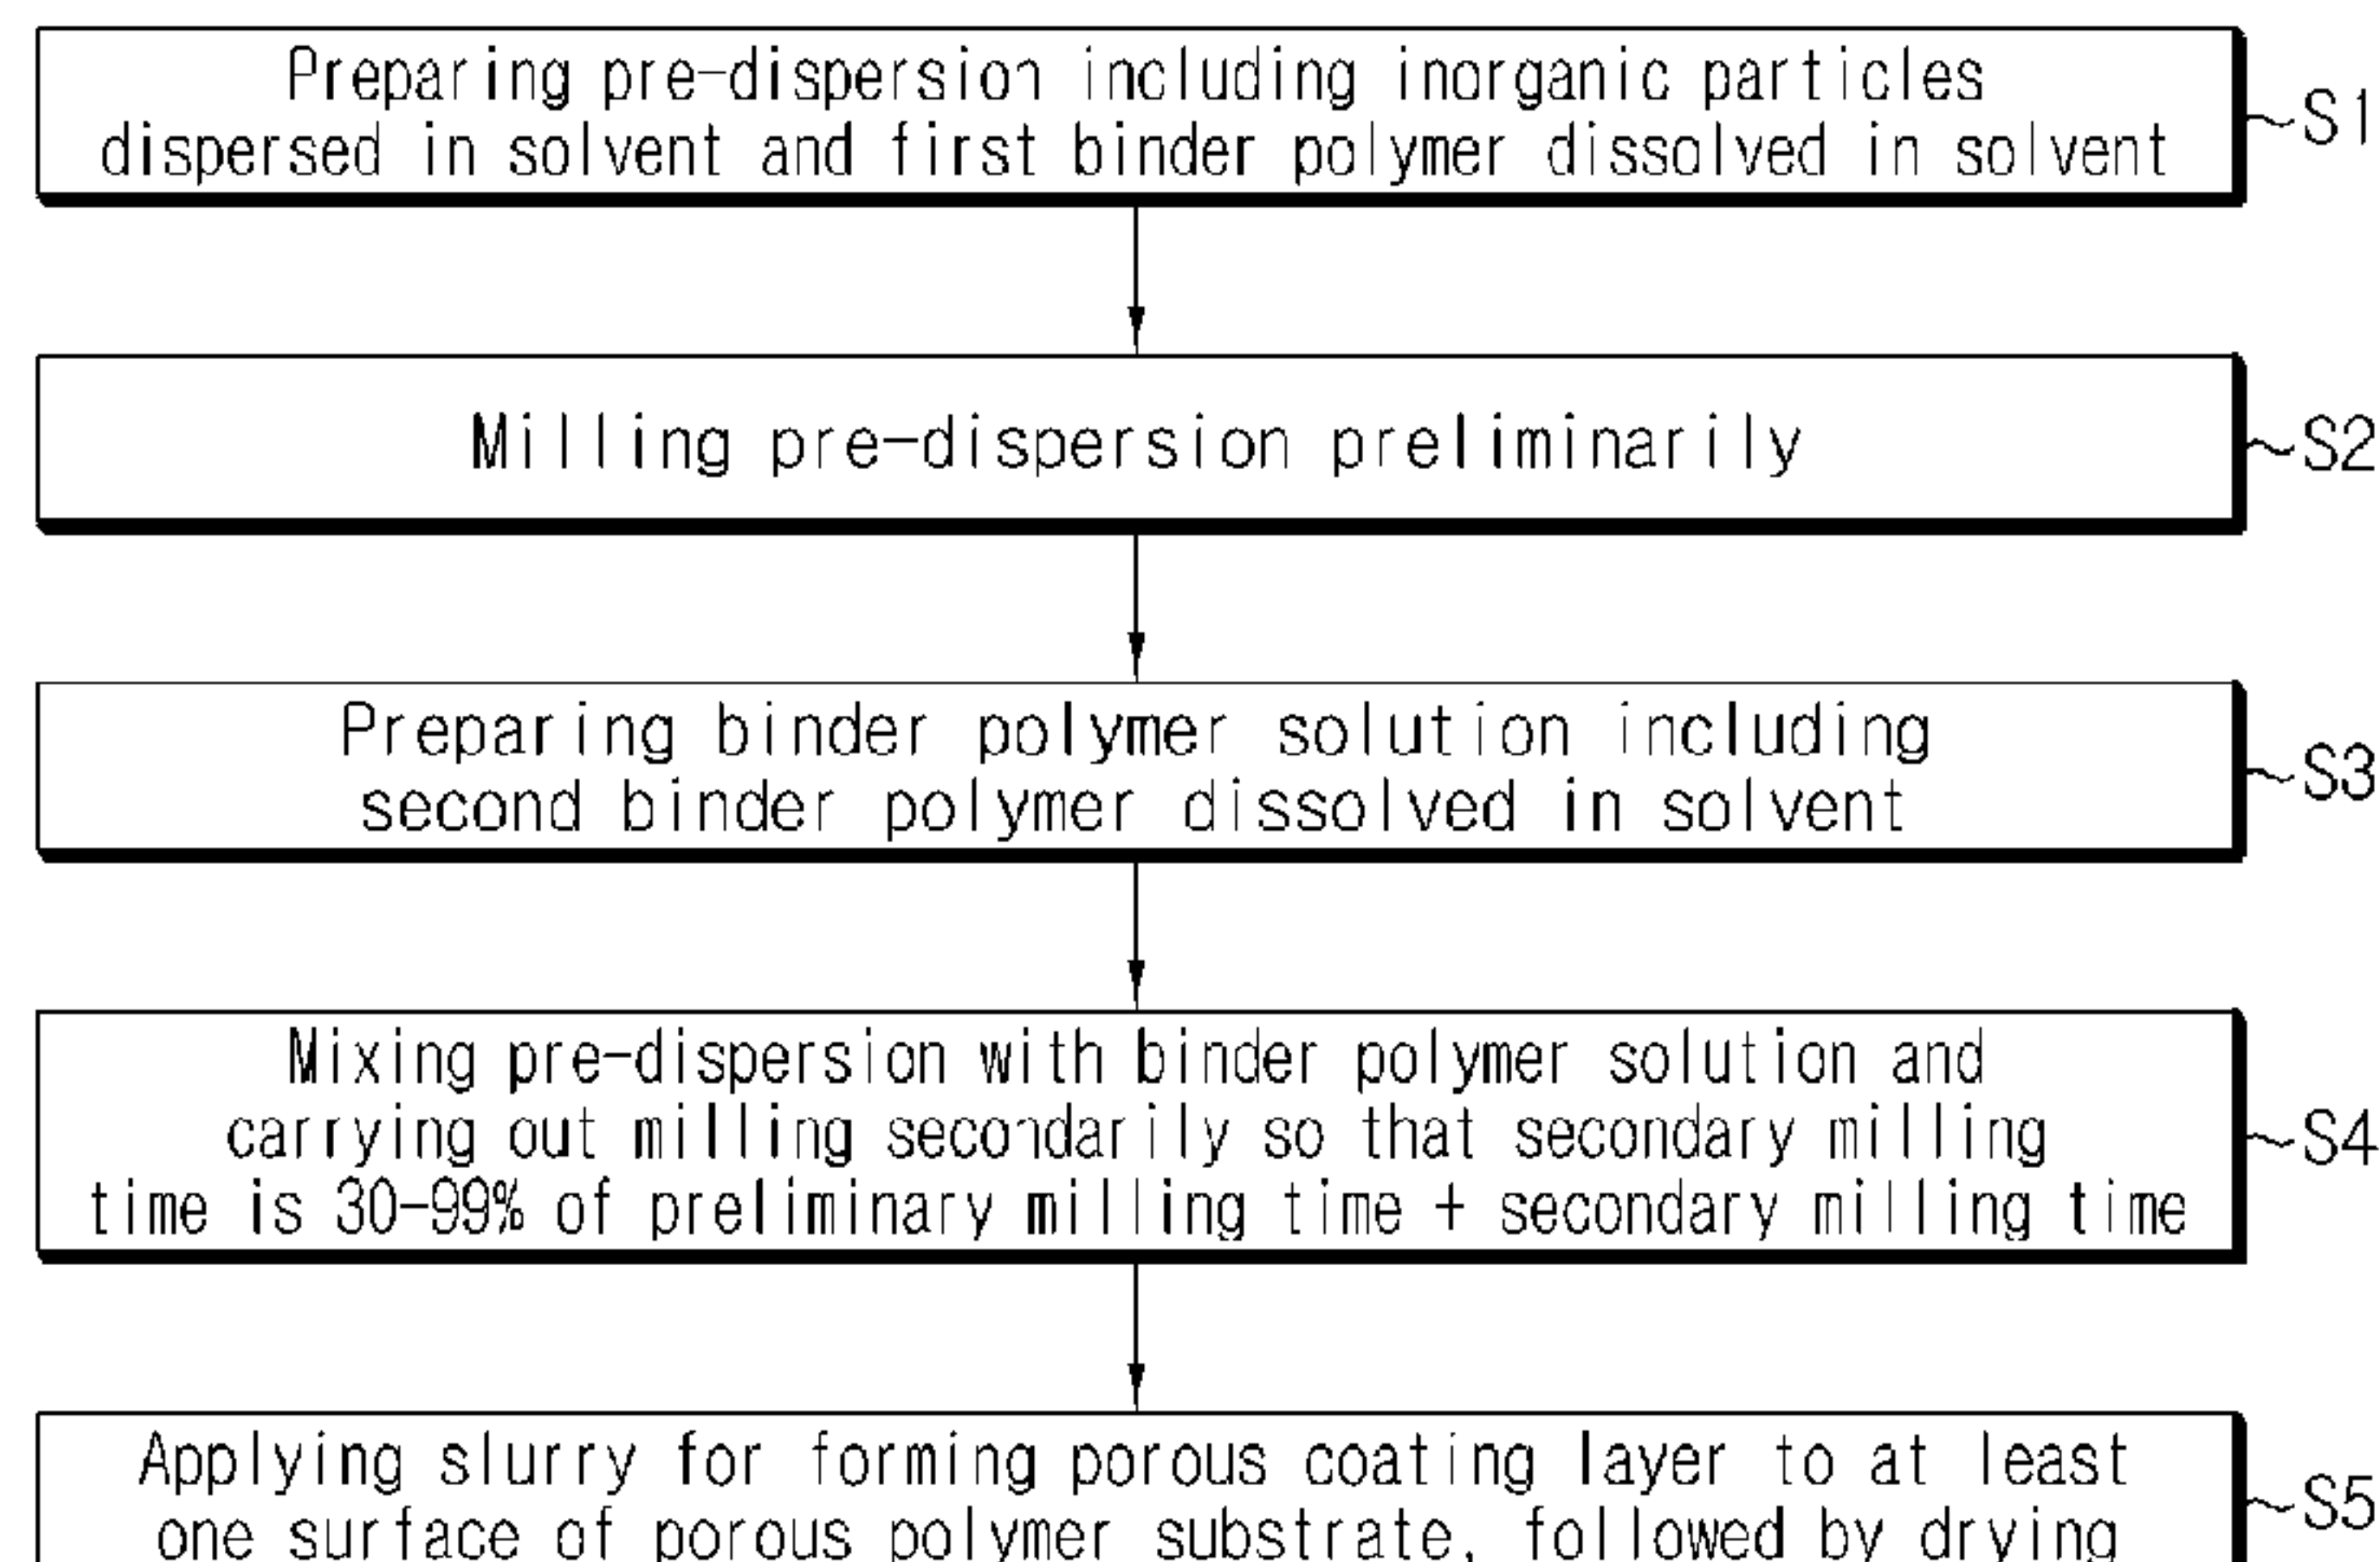 Preparing pre-dispersion including inorganic particles
dispersed in solvent and first binder polymer dissolved in solvent
S1
Milling pre-dispersion preliminarily
S2
Preparing binder polymer solution including
second binder polymer dissolved in solvent
S3
Mixing pre-dispersion with binder polymer solution and
carrying out milling secondarily so that secondary milling
time is 30-99% of preliminary milling time + secondary milling time
S4
Applying slurry for forming porous coating layer to at least
one surface of porous polymer substrate, followed by drying
S5